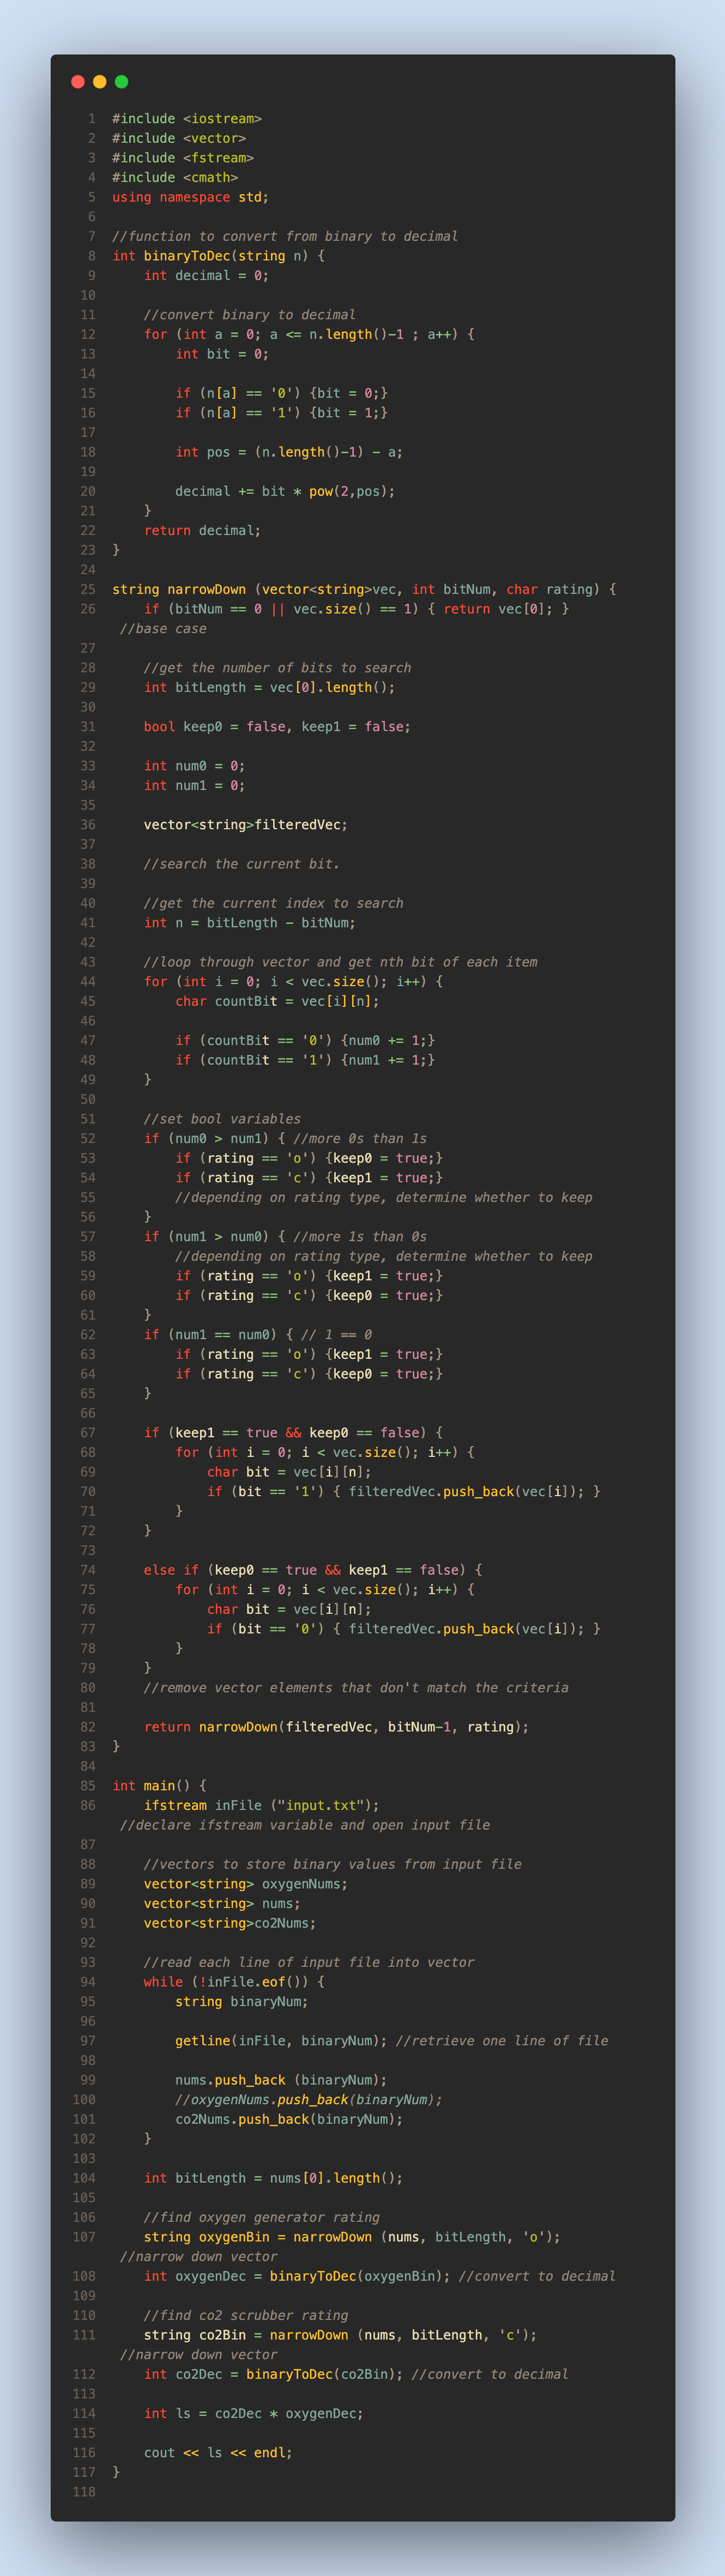 1 #include <iostream>
2 #include <vector>
3 #include <fstream>
4 #include <cmath>
5 using namespace std;
6
7 //function to convert from binary to decimal
8 int binaryToDec(string n) {
9     int decimal = 0;
10
11     //convert binary to decimal
12     for (int a = 0; a <= n.length()-1 ; a++) {
13         int bit = 0;
14
15         if (n[a] == '0') {bit = 0;}
16         if (n[a] == '1') {bit = 1;}
17
18         int pos = (n.length()-1) - a;
19
20         decimal += bit * pow(2,pos);
21     }
22     return decimal;
23 }
24
25 string narrowDown (vector<string>vec, int bitNum, char rating) {
26     if (bitNum == 0 || vec.size() == 1) { return vec[0]; }
//base case
27
28     //get the number of bits to search
29     int bitLength = vec[0].length();
30
31     bool keep0 = false, keep1 = false;
32
33     int num0 = 0;
34     int num1 = 0;
35
36     vector<string>filteredVec;
37
38     //search the current bit.
39
40     //get the current index to search
41     int n = bitLength - bitNum;
42
43     //loop through vector and get nth bit of each item
44     for (int i = 0; i < vec.size(); i++) {
45         char countBit = vec[i][n];
46
47         if (countBit == '0') {num0 += 1;}
48         if (countBit == '1') {num1 += 1;}
49     }
50
51     //set bool variables
52     if (num0 > num1) { //more 0s than 1s
53         if (rating == 'o') {keep0 = true;}
54         if (rating == 'c') {keep1 = true;}
55         //depending on rating type, determine whether to keep
56     }
57     if (num1 > num0) { //more 1s than 0s
58         //depending on rating type, determine whether to keep
59         if (rating == 'o') {keep1 = true;}
60         if (rating == 'c') {keep0 = true;}
61     }
62     if (num1 == num0) { // 1 == 0
63         if (rating == 'o') {keep1 = true;}
64         if (rating == 'c') {keep0 = true;}
65     }
66
67     if (keep1 == true && keep0 == false) {
68         for (int i = 0; i < vec.size(); i++) {
69             char bit = vec[i][n];
70             if (bit == '1') { filteredVec.push_back(vec[i]); }
71         }
72     }
73
74     else if (keep0 == true && keep1 == false) {
75         for (int i = 0; i < vec.size(); i++) {
76             char bit = vec[i][n];
77             if (bit == '0') { filteredVec.push_back(vec[i]); }
78         }
79     }
80     //remove vector elements that don't match the criteria
81
82     return narrowDown(filteredVec, bitNum-1, rating);
83 }
84
85 int main() {
86     ifstream inFile ("input.txt");
//declare ifstream variable and open input file
87
88     //vectors to store binary values from input file
89     vector<string> oxygenNums;
90     vector<string> nums;
91     vector<string>co2Nums;
92
93     //read each line of input file into vector
94     while (!inFile.eof()) {
95         string binaryNum;
96
97         getline(inFile, binaryNum); //retrieve one line of file
98
99         nums.push_back (binaryNum);
100         //oxygenNums.push_back(binaryNum);
101         co2Nums.push_back(binaryNum);
102     }
103
104     int bitLength = nums[0].length();
105
106     //find oxygen generator rating
107     string oxygenBin = narrowDown (nums, bitLength, 'o');
//narrow down vector
108     int oxygenDec = binaryToDec(oxygenBin); //convert to decimal
109
110     //find co2 scrubber rating
111     string co2Bin = narrowDown (nums, bitLength, 'c');
//narrow down vector
112     int co2Dec = binaryToDec(co2Bin); //convert to decimal
113
114     int ls = co2Dec * oxygenDec;
115
116     cout << ls << endl;
117 }
118